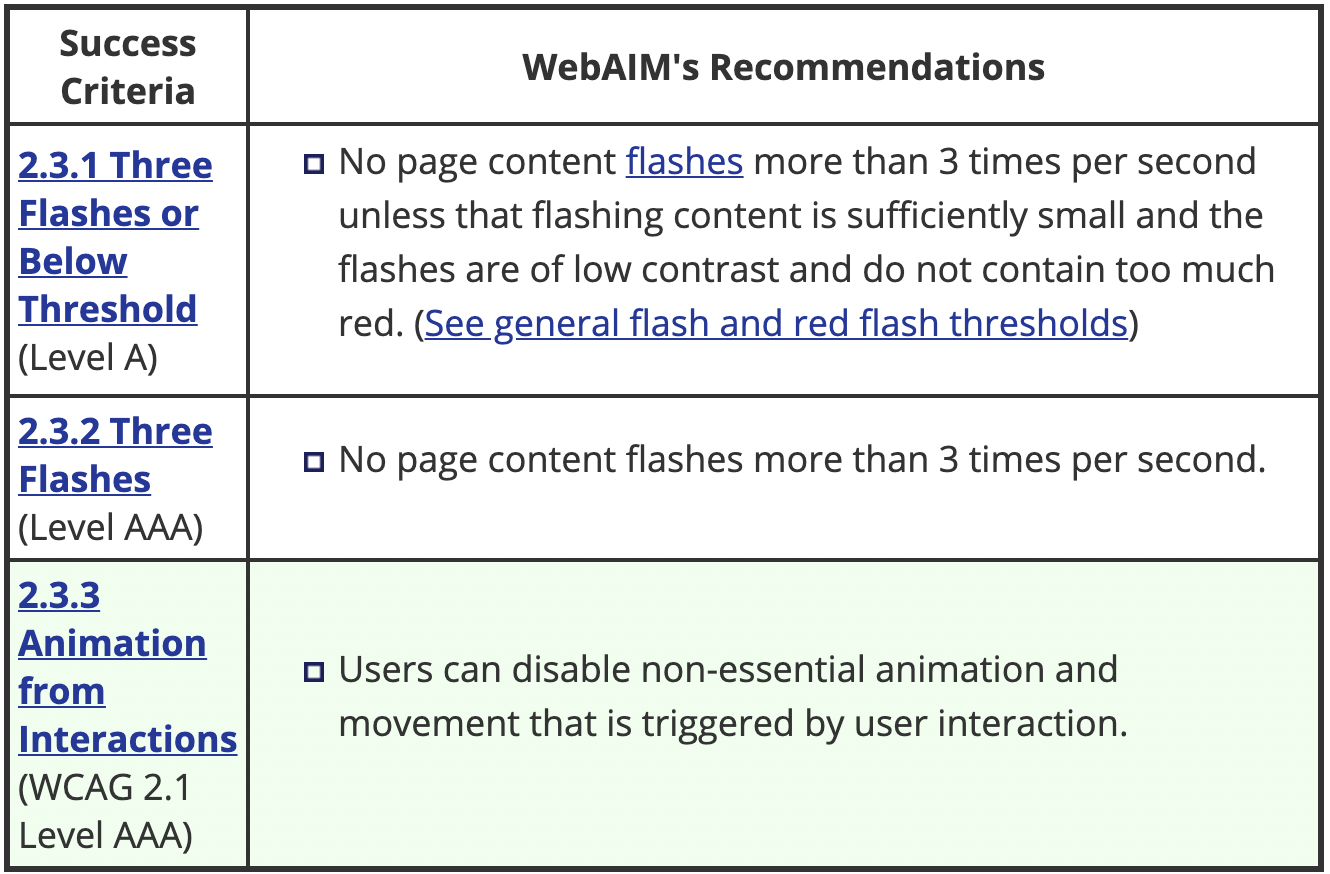 Success
Criteria
WebAIM's Recommendations
2.3.1 Three
Flashes or
Below
Threshold
(Level A)
No page content flashes more than 3 times per second
unless that flashing content is sufficiently small and the
flashes are of low contrast and do not contain too much
red. (See general flash and red flash thresholds)
2.3.2 Three
Flashes
(Level AAA)
No page content flashes more than 3 times per second.
2.3.3
Animation
from
Interactions
(WCAG 2.1
Level AAA)
Users can disable non-essential animation and
movement that is triggered by user interaction.